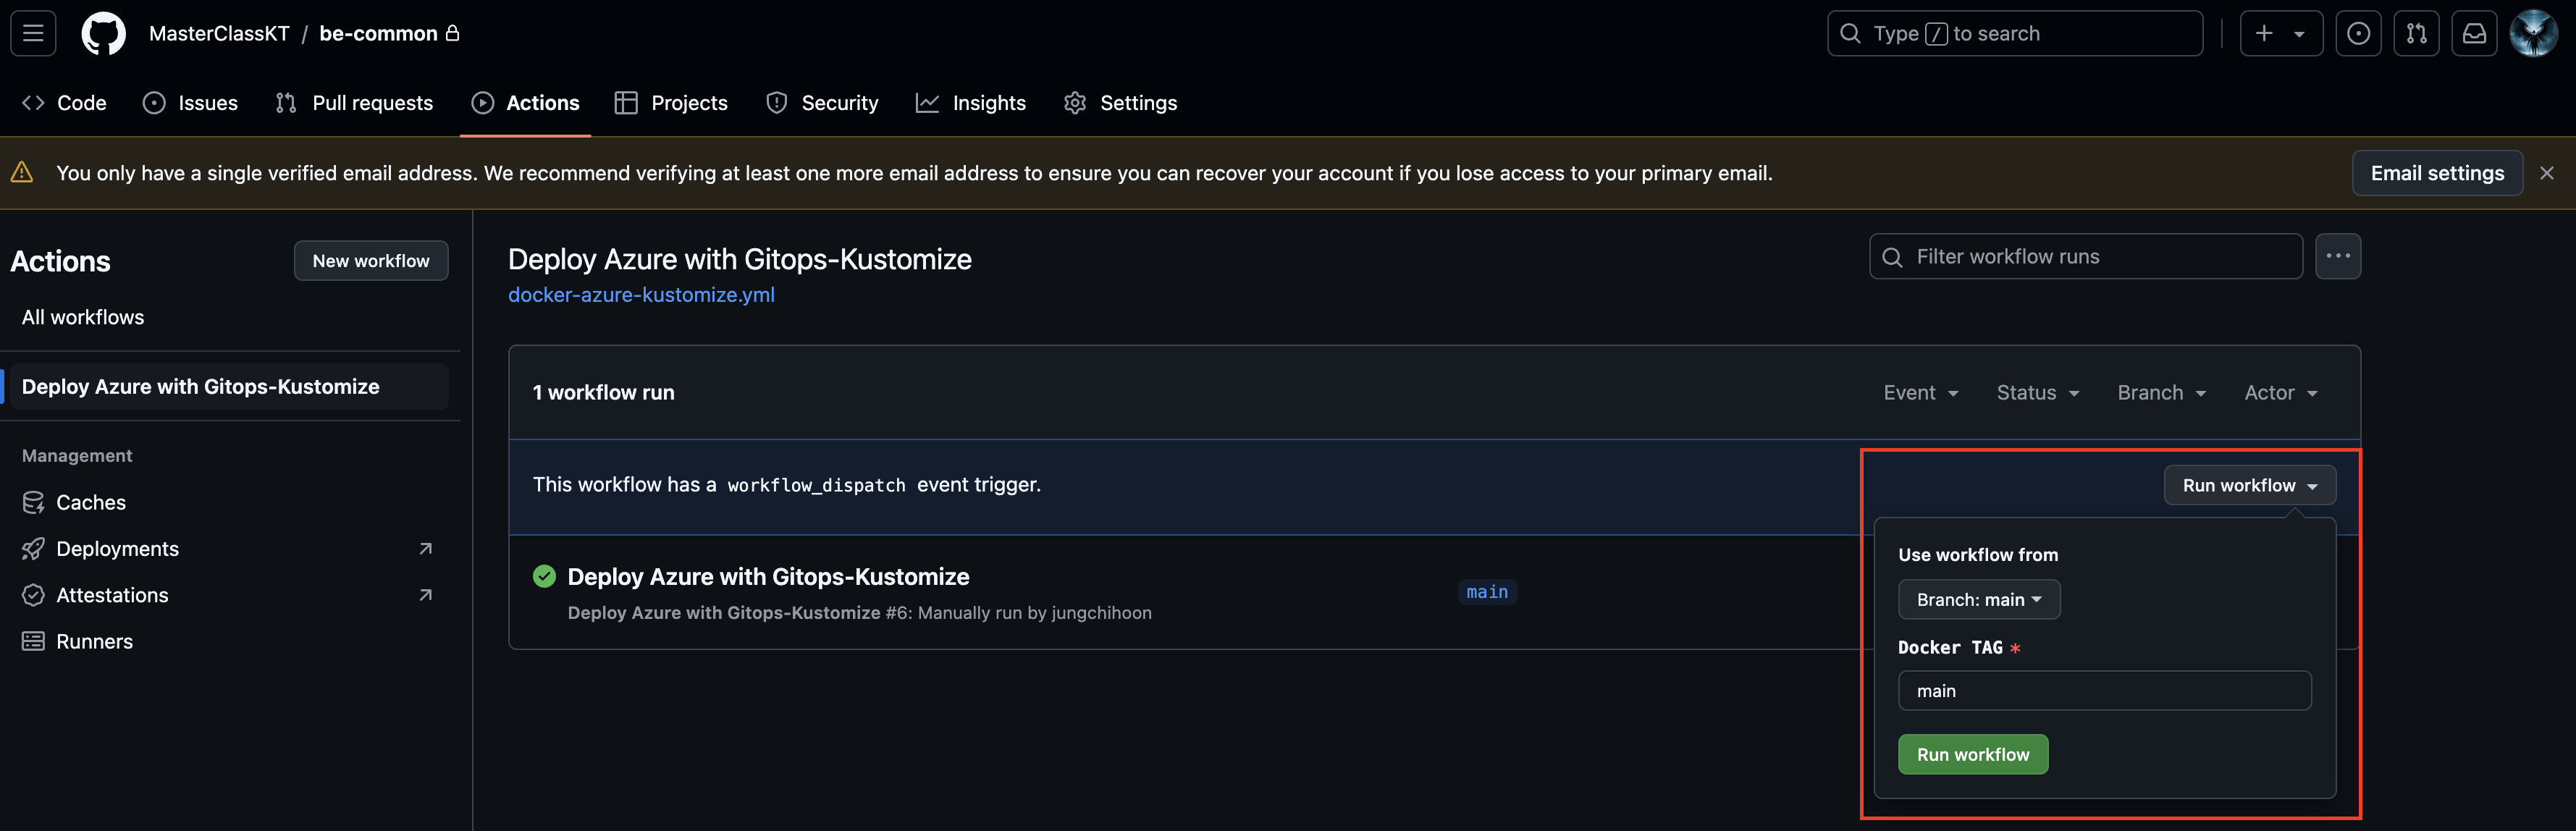 MasterClassKT / be-common
Type / to search
Code
Issues
Pull requests
Actions
Projects
Security
Insights
Settings
You only have a single verified email address. We recommend verifying at least one more email address to ensure you can recover your account if you lose access to your primary email.
Email settings
Actions
New workflow
All workflows
Deploy Azure with Gitops-Kustomize
Management
Caches
Deployments
Attestations
Runners
Deploy Azure with Gitops-Kustomize
docker-azure-kustomize.yml
Filter workflow runs
1 workflow run
Event
Status
Branch
Actor
This workflow has a workflow_dispatch event trigger.
Run workflow
Deploy Azure with Gitops-Kustomize
Deploy Azure with Gitops-Kustomize #6: Manually run by jungchihoon
main
Use workflow from
Branch: main
Docker TAG *
main
Run workflow